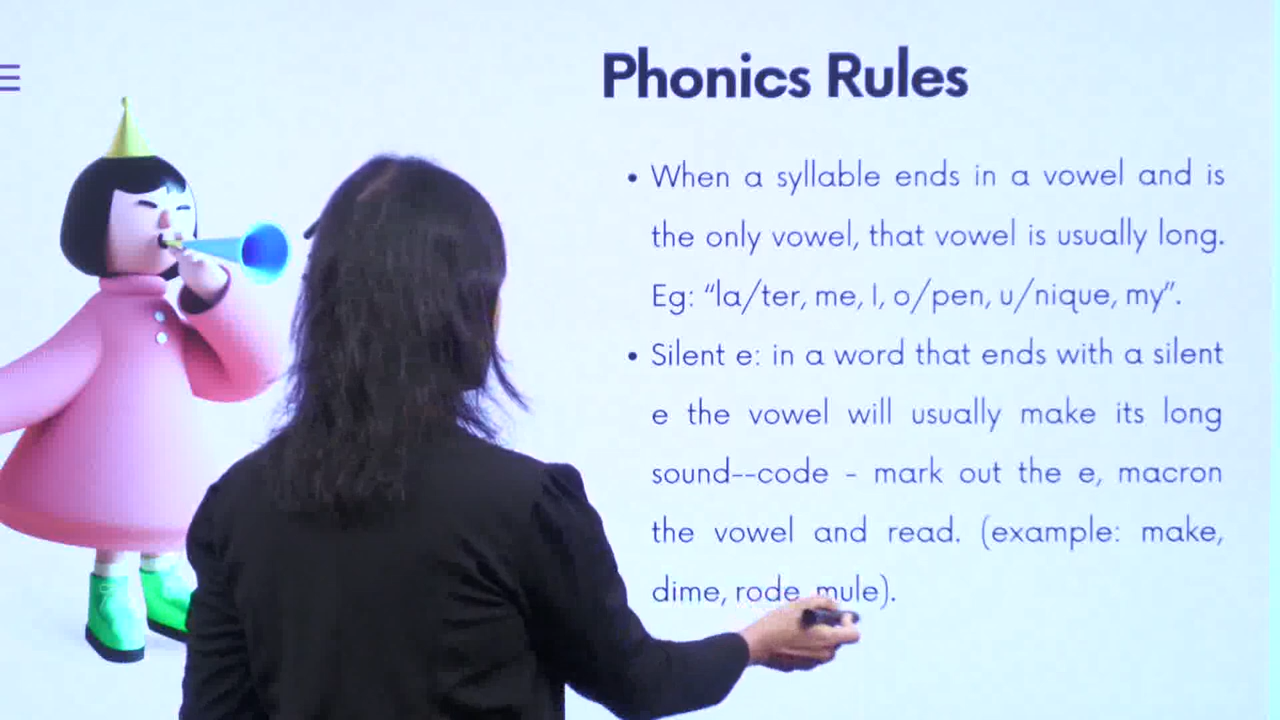 Phonics Rules
• When a syllable ends in a vowel and is
the only vowel, that vowel is usually long.
Eg: “la/ter, me, I, o/pen, u/nique, my”.
• Silent e: in a word that ends with a silent
e the vowel will usually make its long
sound--code - mark out the e, macron
the vowel and read. (example: make,
dime, rode, mule).